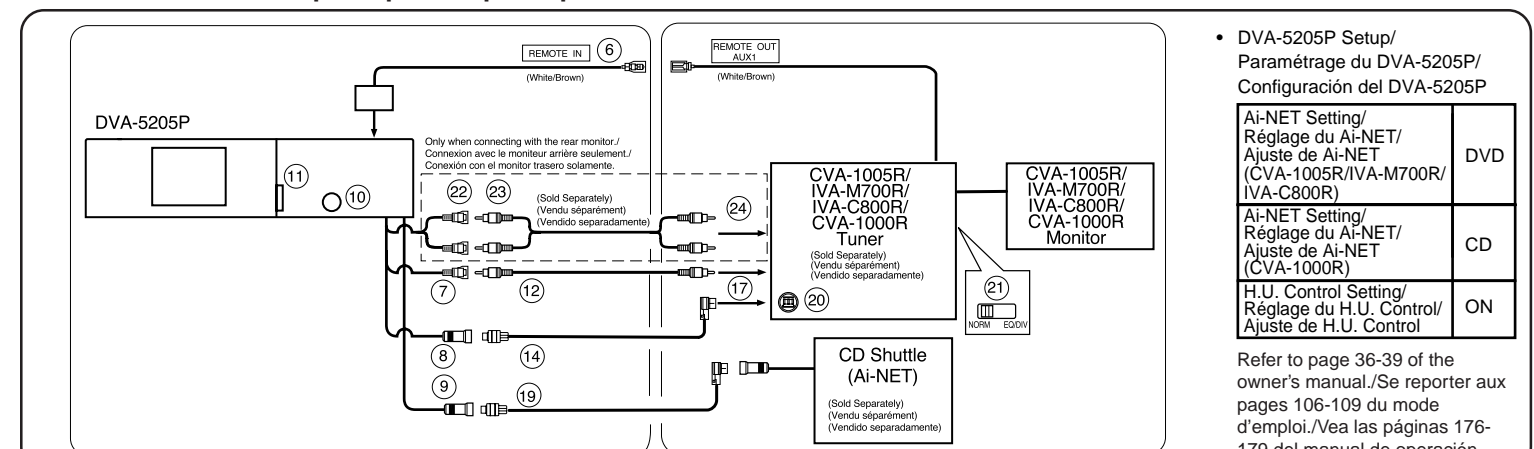 REMOTE IN
6
(White/Brown)
REMOTE OUT
AUX1
(White/Brown)
DVA-5205P
11
10
Only when connecting with the rear monitor./
Connexion avec le moniteur arrière seulement./
Conexión con el monitor trasero solamente.
22
23
(Sold Separately)
(Vendu séparément)
(Vendido separadamente)
24
7
12
17
8
14
9
19
CVA-1005R/
IVA-M700R/
IVA-C800R/
CVA-1000R
Tuner
(Sold Separately)
(Vendu séparément)
(Vendido separadamente)
20
CVA-1005R/
IVA-M700R/
IVA-C800R/
CVA-1000R
Monitor
21
NORM EQ/DIV
CD Shuttle
(Ai-NET)
(Sold Separately)
(Vendu séparément)
(Vendido separadamente)
• DVA-5205P Setup/
Paramétrage du DVA-5205P/
Configuración del DVA-5205P
Ai-NET Setting/
Réglage du Ai-NET/
Ajuste de Ai-NET
(CVA-1005R/IVA-M700R/
IVA-C800R)
DVD
Ai-NET Setting/
Réglage du Ai-NET/
Ajuste de Ai-NET
(CVA-1000R)
CD
H.U. Control Setting/
Réglage du H.U. Control/
Ajuste de H.U. Control
ON
Refer to page 36-39 of the
owner's manual./Se reporter aux
pages 106-109 du mode
d'emploi./Vea las páginas 176-
179 del manual de operación